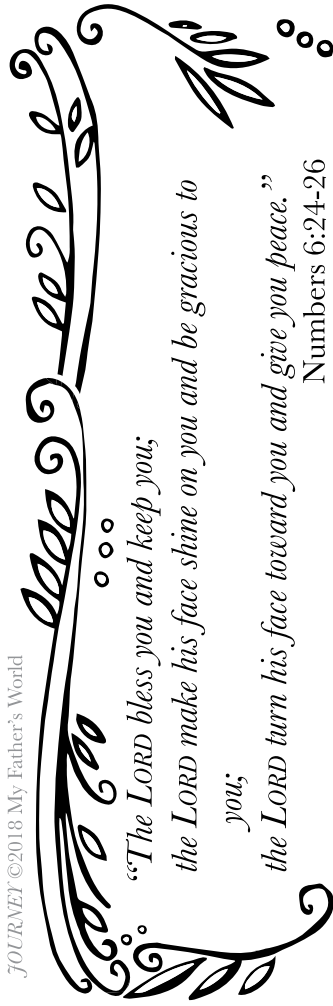 JOURNEY ©2018 My Father's World
“The LORD bless you and keep you;
the LORD make his face shine on you and be gracious to
you;
the LORD turn his face toward you and give you peace.”
Numbers 6:24-26